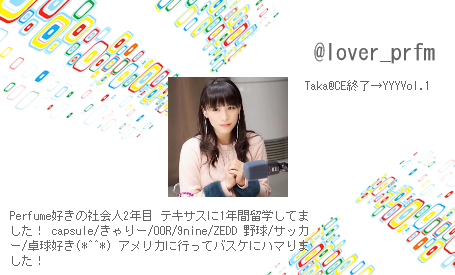 @lover_prfm
Taka@CE終了→YYYVol.1
Perfume好きの社会人2年目 テキサスに1年間留学してま
した！ capsule/きゃりー/OOR/9nine/ZEDD 野球/サッカ
ー/卓球好き(*^^*) アメリカに行ってバスケにハマりま
した！